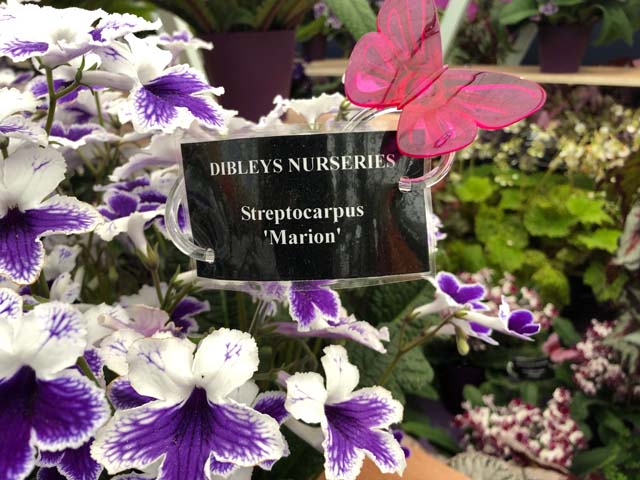 DIBLEYS NURSERIES
Streptocarpus
'Marion'